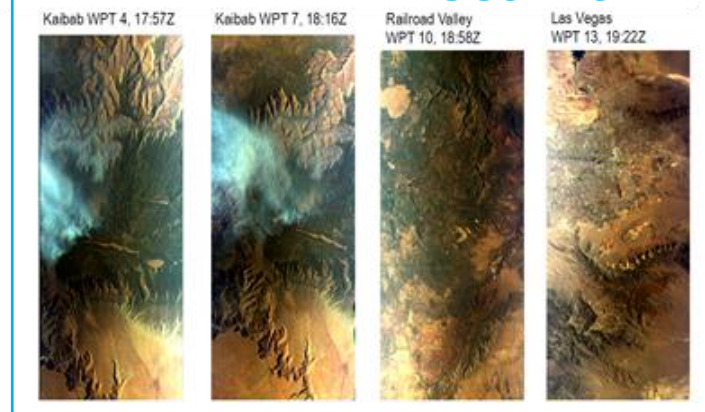 Kaibab WPT 4, 17:57Z
Kaibab WPT 7, 18:16Z
Railroad Valley
WPT 10, 18:58Z
Las Vegas
WPT 13, 19:22Z